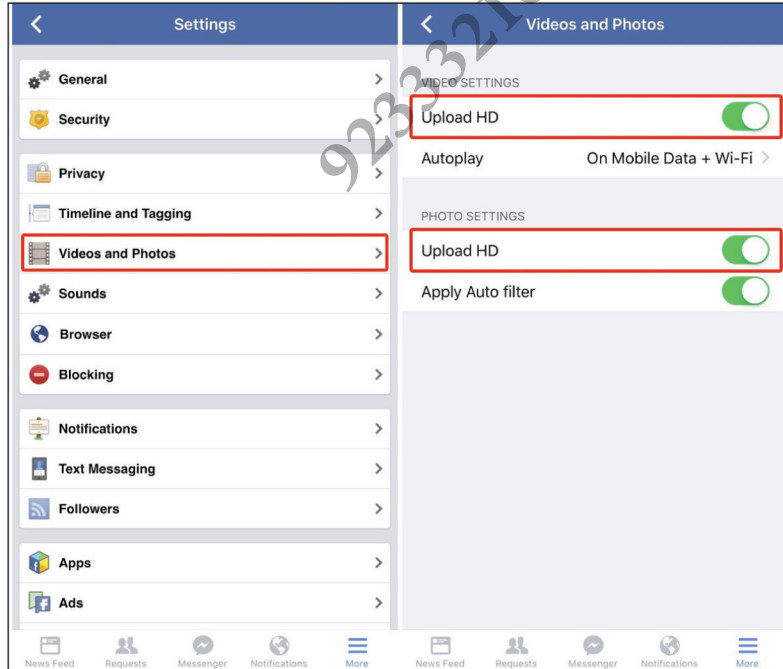 Settings
General
Security
Privacy
Timeline and Tagging
Videos and Photos
Sounds
Browser
Blocking
Notifications
Text Messaging
Followers
Apps
Ads
News Feed Requests Messenger Notifications More
Videos and Photos
VIDEO SETTINGS
Upload HD
Autoplay On Mobile Data + Wi-Fi
PHOTO SETTINGS
Upload HD
Apply Auto filter
News Feed Requests Messenger Notifications More